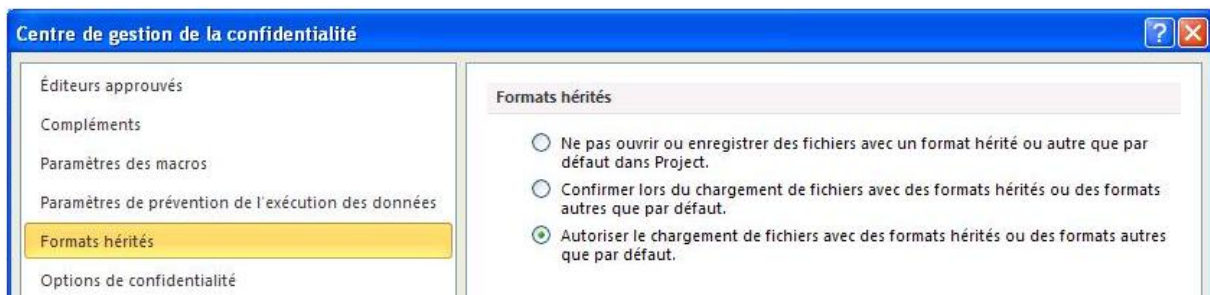 Centre de gestion de la confidentialité
Éditeurs approuvés
Compléments
Paramètres des macros
Paramètres de prévention de l'exécution des données
Formats hérités
Options de confidentialité
Formats hérités
Ne pas ouvrir ou enregistrer des fichiers avec un format hérité ou autre que par
défaut dans Project.
Confirmer lors du chargement de fichiers avec des formats hérités ou des formats
autres que par défaut.
Autoriser le chargement de fichiers avec des formats hérités ou des formats autres
que par défaut.